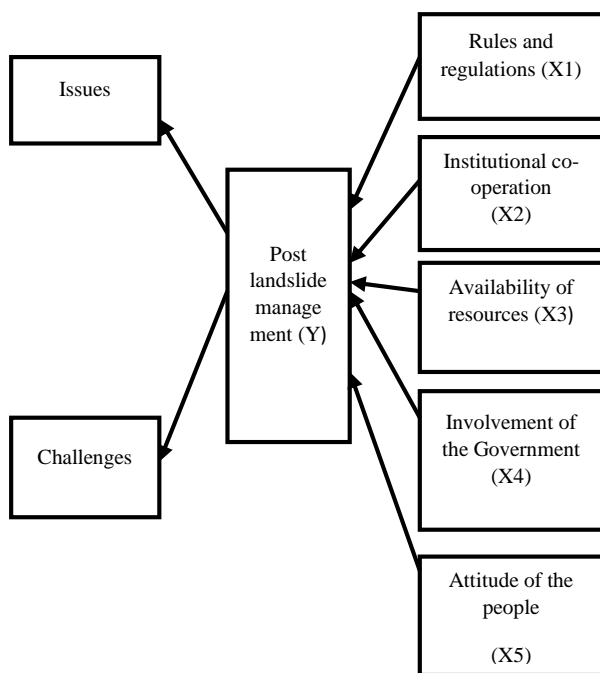 Issues
Challenges
Post
landslide
manage
ment (Y)
Rules and
regulations (X1)
Institutional co-
operation
(X2)
Availability of
resources (X3)
Involvement of
the Government
(X4)
Attitude of the
people
(X5)